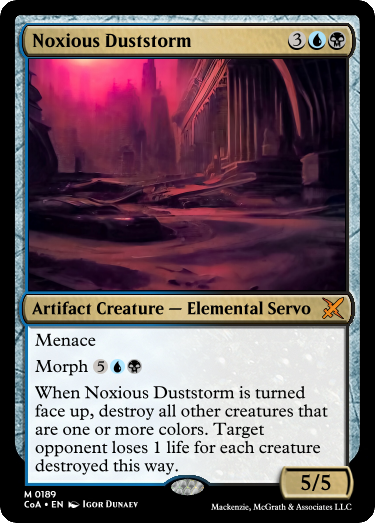 Noxious Duststorm 3
Artifact Creature — Elemental Servo
Menace
Morph 5
When Noxious Duststorm is turned
face up, destroy all other creatures that
are one or more colors. Target
opponent loses 1 life for each creature
destroyed this way.
5/5
M 0189
CoA • EN Igor Dunaev
Mackenzie, McGrath & Associates LLC